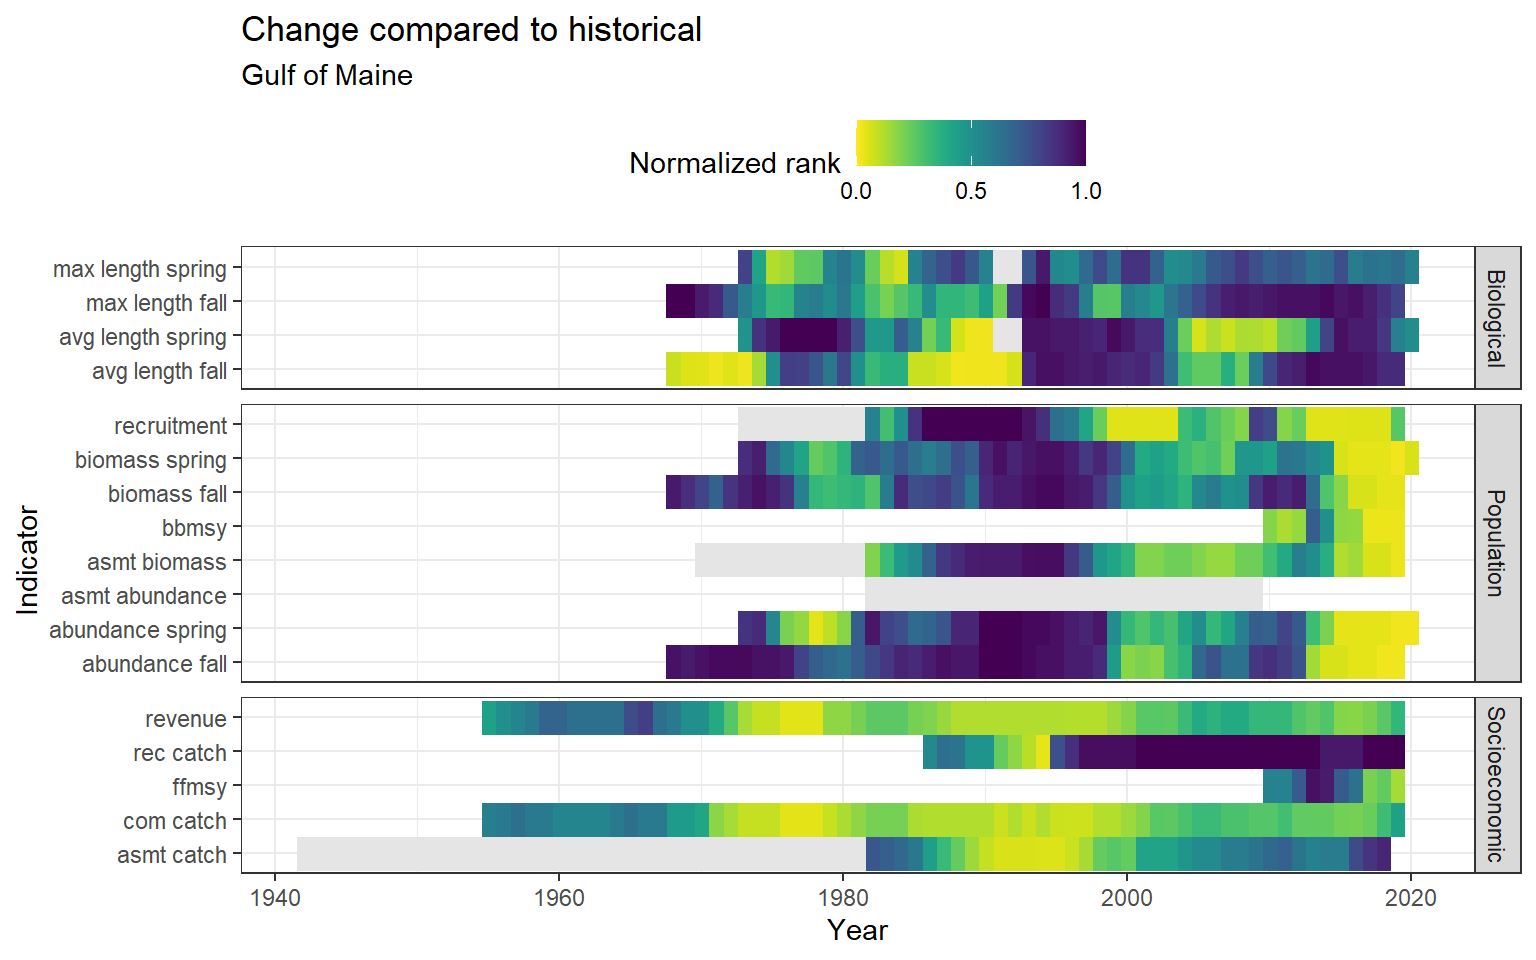 Change compared to historical
Gulf of Maine
Normalized rank
0.0 0.5 1.0
Indicator
max length spring
max length fall
avg length spring
avg length fall
Biological
recruitment
biomass spring
biomass fall
bbmsy
asmt biomass
asmt abundance
abundance spring
abundance fall
Population
revenue
rec catch
ffmsy
com catch
asmt catch
Socioeconomic
1940 1960 1980 2000 2020
Year